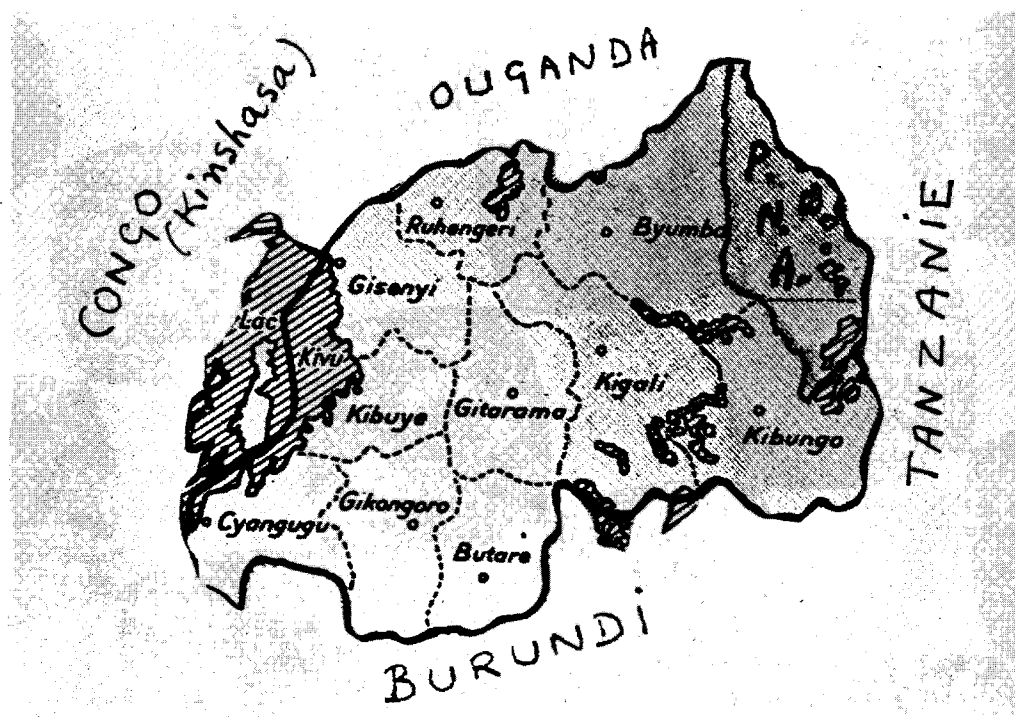 OUGANDA
CONGO
(Kinshasa)
TANZANIE
BURUNDI
Ruhengeri
Byumba
P.
N.
A.
Gisenyi
Lac
Kivu
Kibuye
Gitarama
Kigali
Kibungo
Gikongoro
Cyangugu
Butare